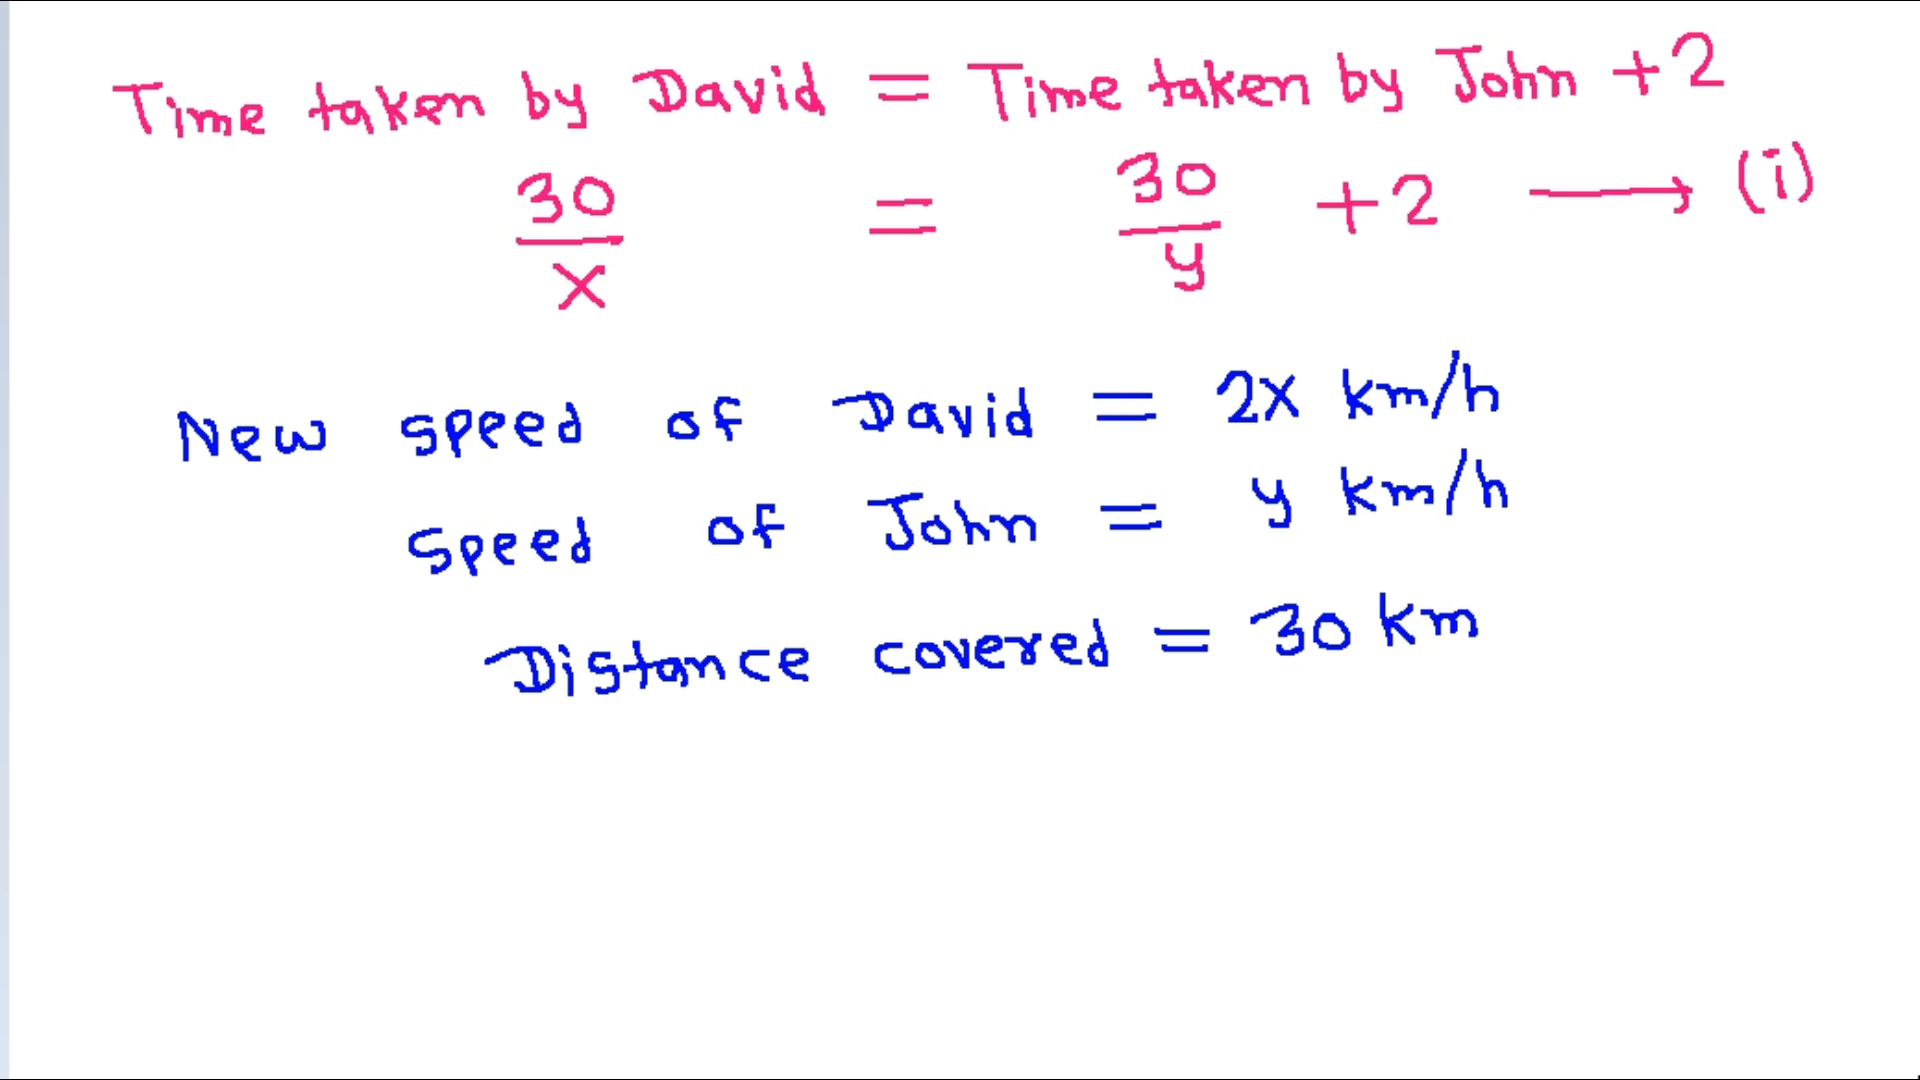 Time taken by David = Time taken by John +2
30/x = 30/y +2 ⟶ (i)
New speed of David = 2x km/h
Speed of John = y km/h
Distance covered = 30 km